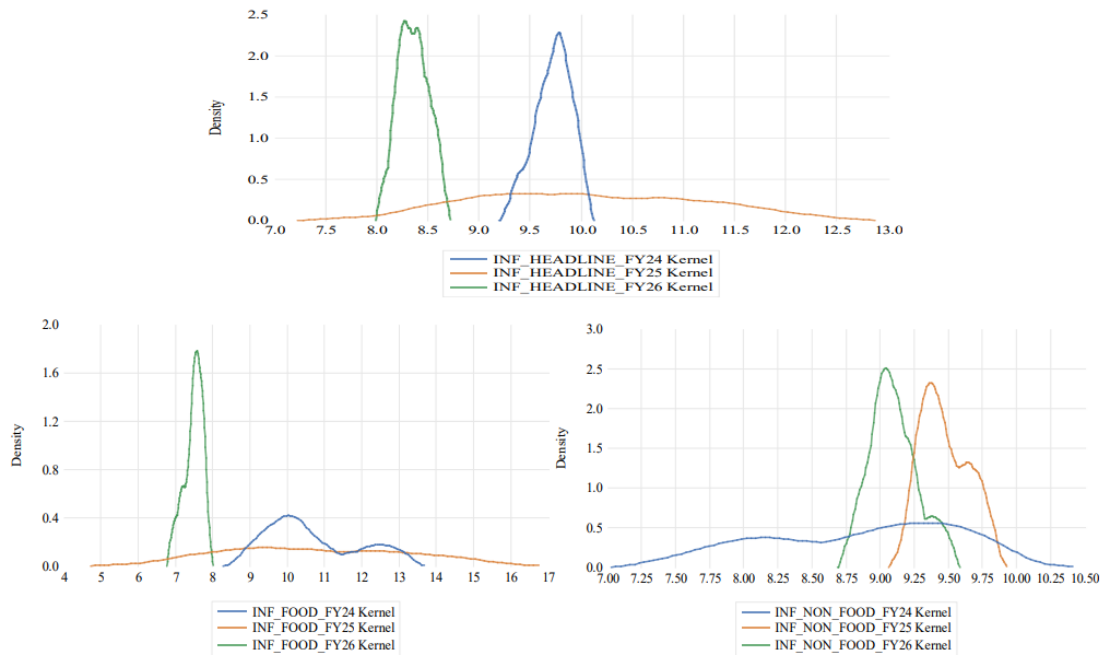 2.5
2.0
1.5
1.0
0.5
0.0
Density
7.0 7.5 8.0 8.5 9.0 9.5 10.0 10.5 11.0 11.5 12.0 12.5 13.0
INF_HEADLINE_FY24 Kernel
INF_HEADLINE_FY25 Kernel
INF_HEADLINE_FY26 Kernel
2.0
1.6
1.2
0.8
0.4
0.0
Density
4 5 6 7 8 9 10 11 12 13 14 15 16 17
INF_FOOD_FY24 Kernel
INF_FOOD_FY25 Kernel
INF_FOOD_FY26 Kernel
3.0
2.5
2.0
1.5
1.0
0.5
0.0
Density
7.00 7.25 7.50 7.75 8.00 8.25 8.50 8.75 9.00 9.25 9.50 9.75 10.00 10.25 10.50
INF_NON_FOOD_FY24 Kernel
INF_NON_FOOD_FY25 Kernel
INF_NON_FOOD_FY26 Kernel